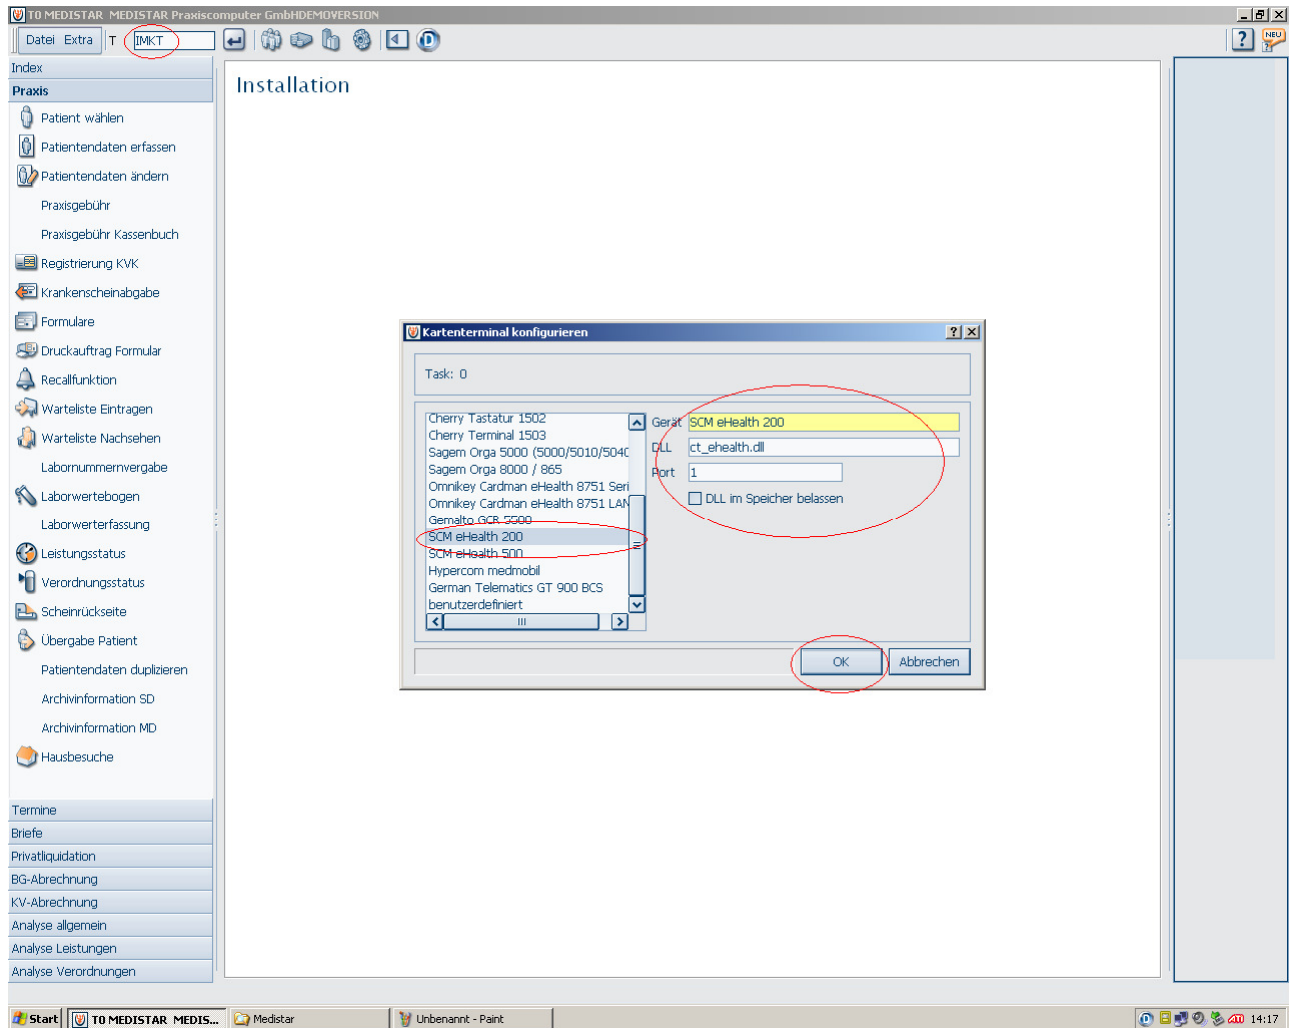 T0 MEDISTAR MEDISTAR Praxiscomputer GmbHDEMOVERSION
Datei Extra T IMKT
NEU
Index
Praxis
Installation
Patient wählen
Patientendaten erfassen
Patientendaten ändern
Praxisgebühr
Praxisgebühr Kassenbuch
Registrierung KVK
Krankenscheinabgabe
Formulare
Druckauftrag Formular
Recallfunktion
Warteliste Eintragen
Warteliste Nachsehen
Labornummernvergabe
Laborwertebogen
Laborwerterfassung
Leistungsstatus
Verordnungsstatus
Scheinrückseite
Übergabe Patient
Patientendaten duplizieren
Archivinformation SD
Archivinformation MD
Hausbesuche
Termine
Briefe
Privatliquidation
BG-Abrechnung
KV-Abrechnung
Analyse allgemein
Analyse Leistungen
Analyse Verordnungen
Kartenterminal konfigurieren
Task: 0
Cherry Tastatur 1502
Cherry Terminal 1503
Sagem Orga 5000 (5000/5010/5040
Sagem Orga 8000 / 865
Omnikey Cardman eHealth 8751 Seri
Omnikey Cardman eHealth 8751 LAN
Gemalto GCR 5500
SCM eHealth 200
SCM eHealth 500
Hypercom medmobil
German Telematics GT 900 BCS
benutzerdefiniert
Gerät SCM eHealth 200
DLL ct_ehealth.dll
Port 1
DLL im Speicher belassen
OK Abbrechen
Start T0 MEDISTAR MEDIS... Medistar Unbenannt - Paint 14:17